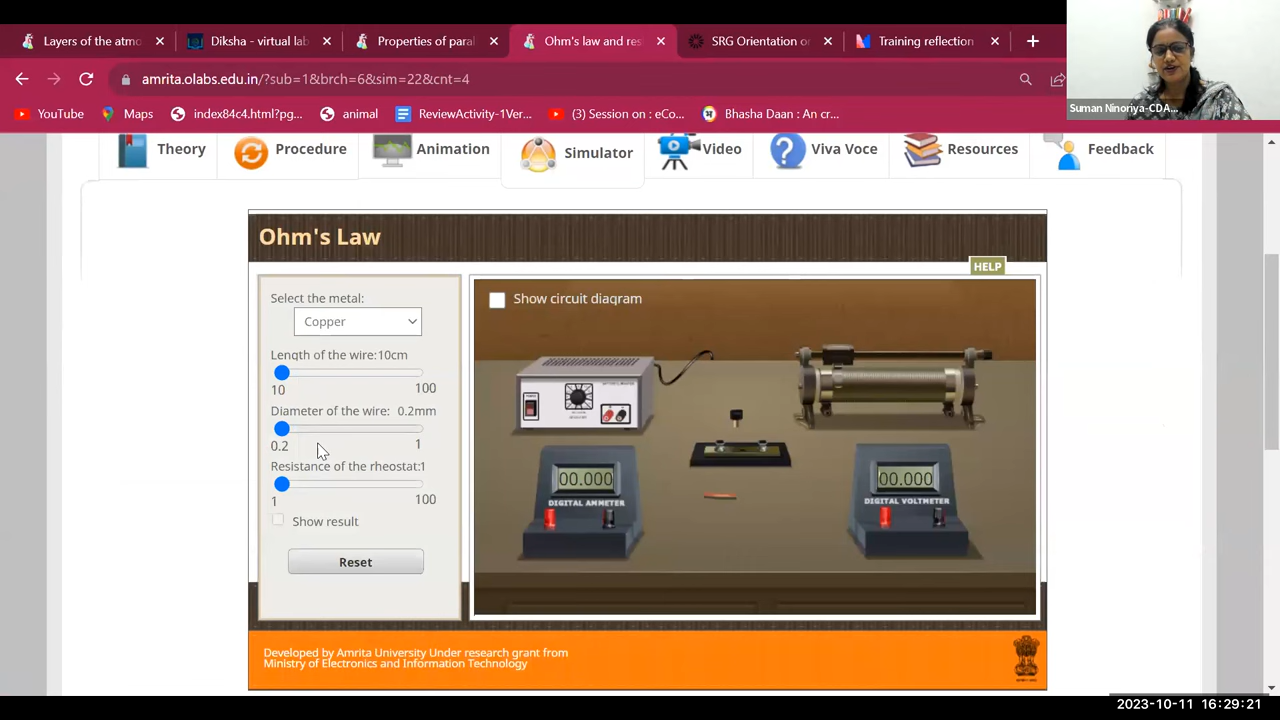 Layers of the atmo
Diksha - virtual lab
Properties of paral
Ohm's law and res
SRG Orientation on
Training reflection
amrita.olabs.edu.in/?sub=1&brch=6&sim=22&cnt=4
Suman Ninoriya-CDA...
YouTube
Maps
index84c4.html?pg...
animal
ReviewActivity-1Ver...
(3) Session on : eCo...
Bhasha Daan : An cr...
Theory
Procedure
Animation
Simulator
Video
Viva Voce
Resources
Feedback
Ohm's Law
HELP
Select the metal:
Copper
Length of the wire:10cm
10 100
Diameter of the wire: 0.2mm
0.2 1
Resistance of the rheostat:1
1 100
Show result
Reset
Show circuit diagram
00.000
DIGITAL AMMETER
00.000
DIGITAL VOLTMETER
Developed by Amrita University Under research grant from
Ministry of Electronics and Information Technology
2023-10-11 16:29:21